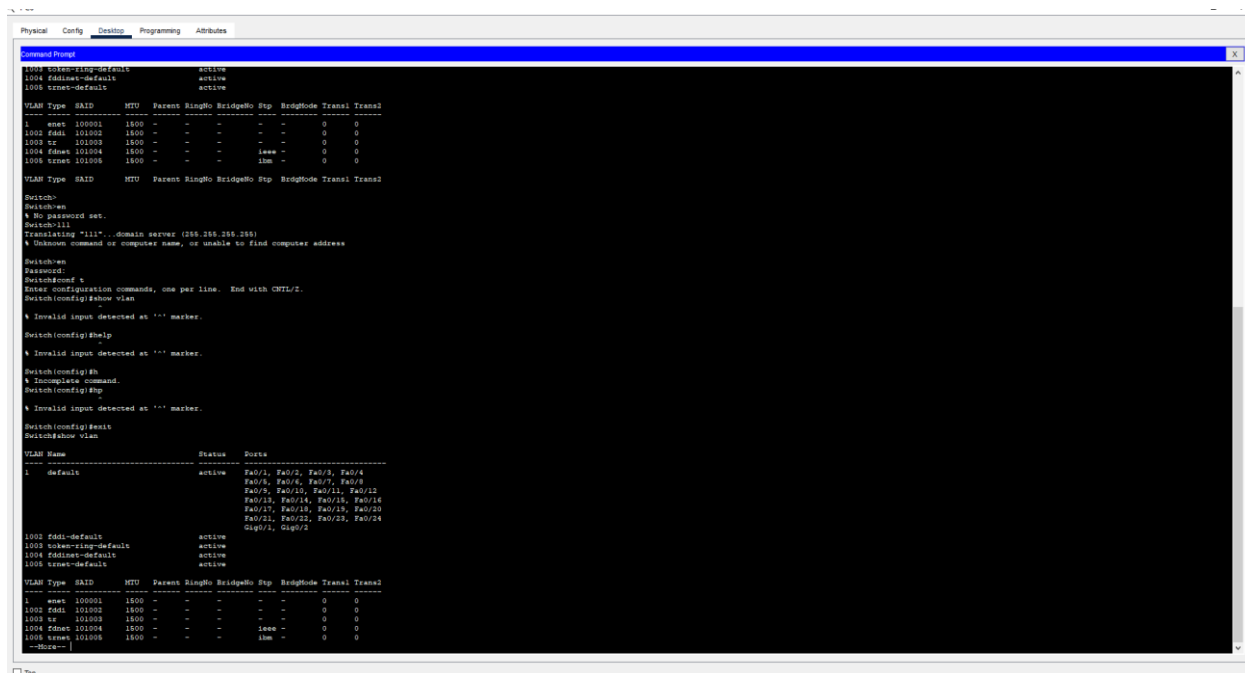 Physical Config Desktop Programming Attributes
Command Prompt X
1003 token-ring-default active
1004 fddinet-default active
1005 trnet-default active
VLAN Type SAID MTU Parent RingNo BridgeNo Stp BrdgMode Trans1 Trans2
---- ----- ---------- ----- ------ ------ -------- ---- -------- ------ ------
1 enet 100001 1500 - - - - - 0 0
1002 fddi 101002 1500 - - - - - 0 0
1003 tr 101003 1500 - - - - - 0 0
1004 fdnet 101004 1500 - - - ieee - 0 0
1005 trnet 101005 1500 - - - ibm - 0 0
VLAN Type SAID MTU Parent RingNo BridgeNo Stp BrdgMode Trans1 Trans2
Switch>
Switch>en
% No password set.
Switch>111
Translating "111"...domain server (255.255.255.255)
% Unknown command or computer name, or unable to find computer address
Switch>en
Password:
Switch#conf t
Enter configuration commands, one per line. End with CNTL/Z.
Switch(config)#show vlan
^
% Invalid input detected at '^' marker.
Switch(config)#help
^
% Invalid input detected at '^' marker.
Switch(config)#h
% Incomplete command.
Switch(config)#hp
^
% Invalid input detected at '^' marker.
Switch(config)#exit
Switch#show vlan
VLAN Name Status Ports
---- -------------------------------- --------- -------------------------------
1 default active Fa0/1, Fa0/2, Fa0/3, Fa0/4
Fa0/5, Fa0/6, Fa0/7, Fa0/8
Fa0/9, Fa0/10, Fa0/11, Fa0/12
Fa0/13, Fa0/14, Fa0/15, Fa0/16
Fa0/17, Fa0/18, Fa0/19, Fa0/20
Fa0/21, Fa0/22, Fa0/23, Fa0/24
Gig0/1, Gig0/2
1002 fddi-default active
1003 token-ring-default active
1004 fddinet-default active
1005 trnet-default active
VLAN Type SAID MTU Parent RingNo BridgeNo Stp BrdgMode Trans1 Trans2
---- ----- ---------- ----- ------ ------ -------- ---- -------- ------ ------
1 enet 100001 1500 - - - - - 0 0
1002 fddi 101002 1500 - - - - - 0 0
1003 tr 101003 1500 - - - - - 0 0
1004 fdnet 101004 1500 - - - ieee - 0 0
1005 trnet 101005 1500 - - - ibm - 0 0
--More--